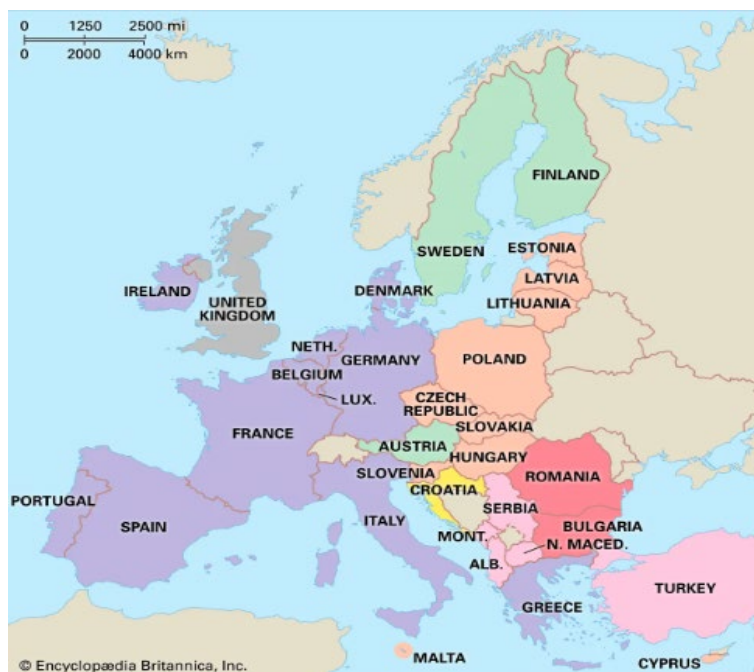 0 1250 2500 mi
0 2000 4000 km
FINLAND
SWEDEN
ESTONIA
LATVIA
LITHUANIA
IRELAND
UNITED
KINGDOM
DENMARK
NETH.
GERMANY
POLAND
BELGIUM
LUX.
CZECH
REPUBLIC
SLOVAKIA
FRANCE
AUSTRIA
HUNGARY
SLOVENIA
ROMANIA
CROATIA
PORTUGAL
SPAIN
ITALY
SERBIA
BULGARIA
MONT.
N. MACED.
ALB.
TURKEY
GREECE
MALTA
CYPRUS
© Encyclopædia Britannica, Inc.